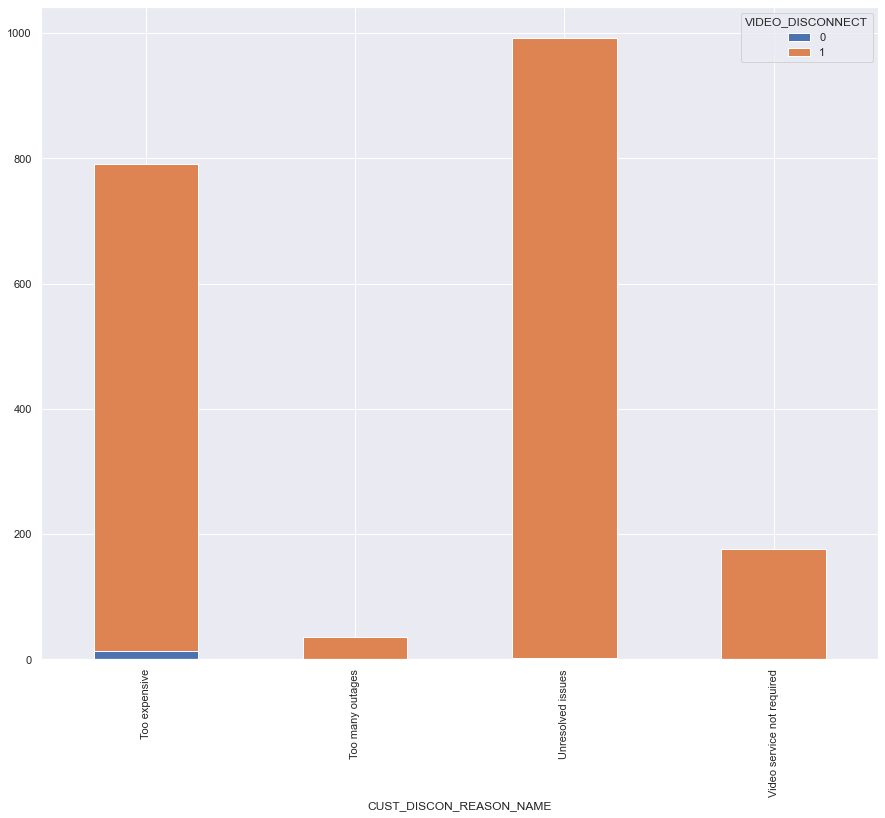 VIDEO_DISCONNECT
0
1
1000
800
600
400
200
0
Too expensive
Too many outages
Unresolved issues
Video service not required
CUST_DISCON_REASON_NAME